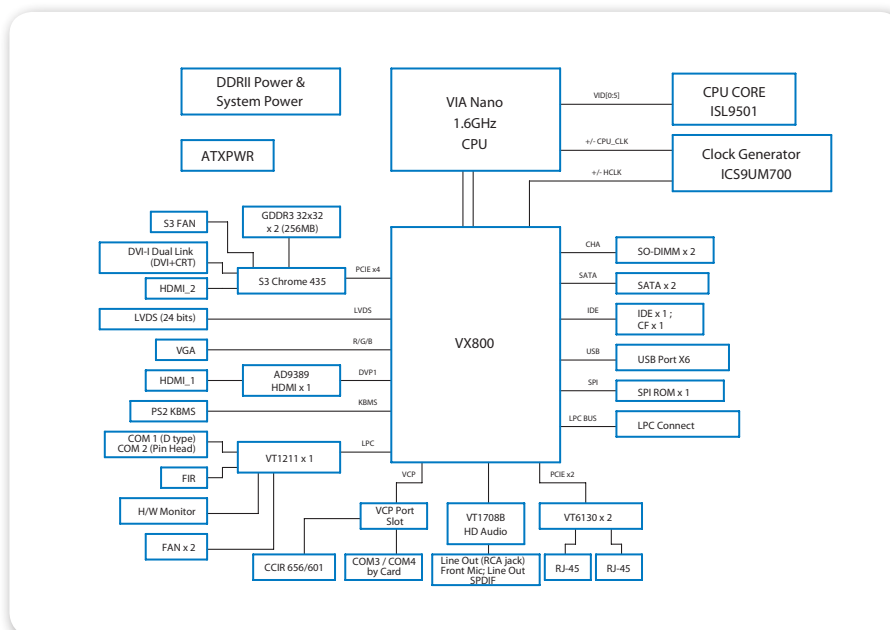 DDRII Power &
System Power
ATXPWR
VIA Nano
1.6GHz
CPU
VID[0:5]
CPU CORE
ISL9501
+/- CPU_CLK
Clock Generator
ICS9UM700
+/- HCLK
S3 FAN
GDDR3 32x32
x 2 (256MB)
DVI-I Dual Link
(DVI+CRT)
HDMI_2
S3 Chrome 435
PCIE x4
LVDS (24 bits)
LVDS
VGA
R/G/B
HDMI_1
AD9389
HDMI x 1
DVP1
PS2 KBMS
KBMS
COM 1 (D type)
COM 2 (Pin Head)
VT1211 x 1
LPC
FIR
H/W Monitor
FAN x 2
VX800
CHA
SO-DIMM x 2
SATA
SATA x 2
IDE
IDE x 1 ;
CF x 1
USB
USB Port X6
SPI
SPI ROM x 1
LPC BUS
LPC Connect
VCP
VCP Port
Slot
CCIR 656/601
COM3 / COM4
by Card
VT1708B
HD Audio
Line Out (RCA jack)
Front Mic; Line Out
SPDIF
PCIE x2
VT6130 x 2
RJ-45
RJ-45